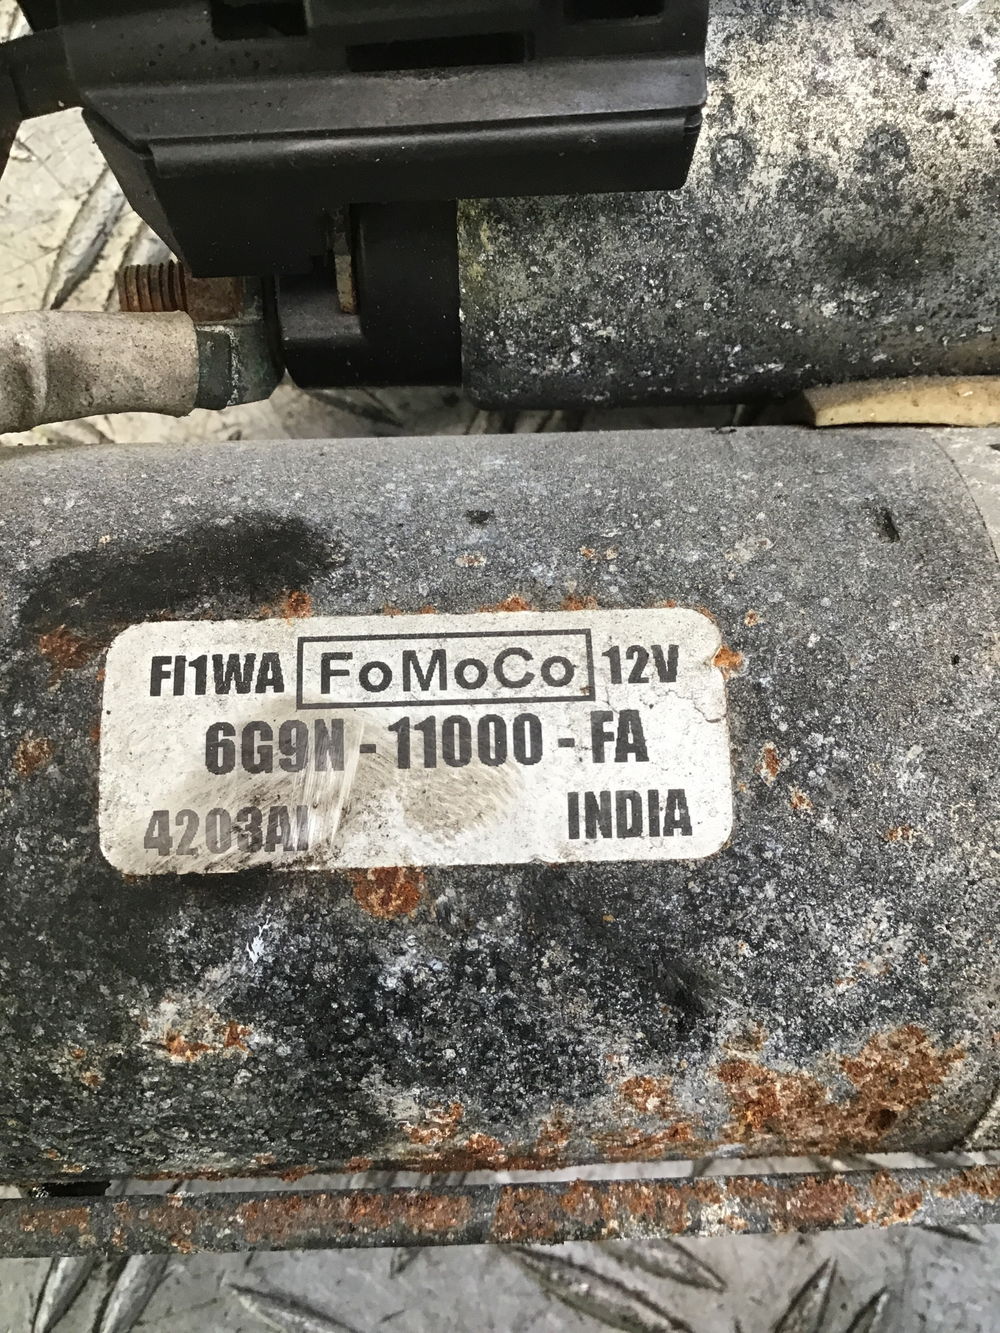 FI1WA FoMoCo 12V
6G9N - 11000 - FA
4203AI INDIA